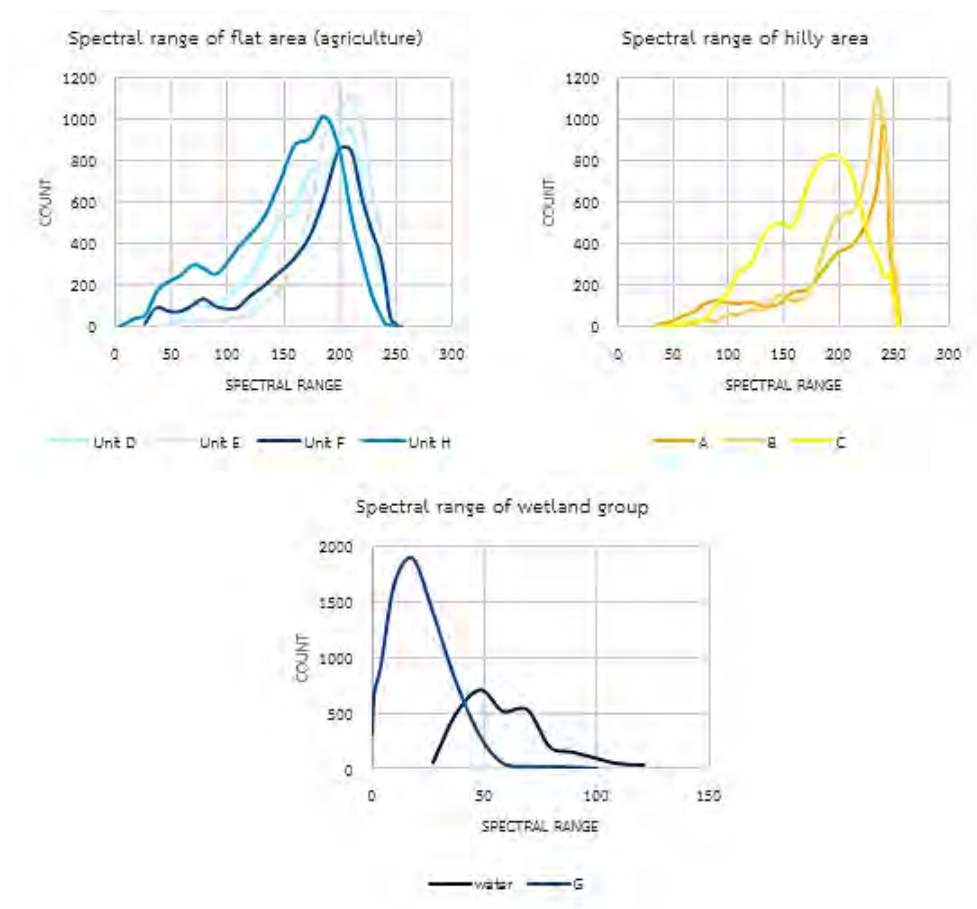 Spectral range of flat area (agriculture)
1200
1000
800
600
400
200
0
COUNT
0 50 100 150 200 250 300
SPECTRAL RANGE
Unit D Unit E Unit F Unit H
Spectral range of hilly area
1200
1000
800
600
400
200
0
COUNT
0 50 100 150 200 250 300
SPECTRAL RANGE
A B C
Spectral range of wetland group
2000
1500
1000
500
0
COUNT
0 50 100 150
SPECTRAL RANGE
water G